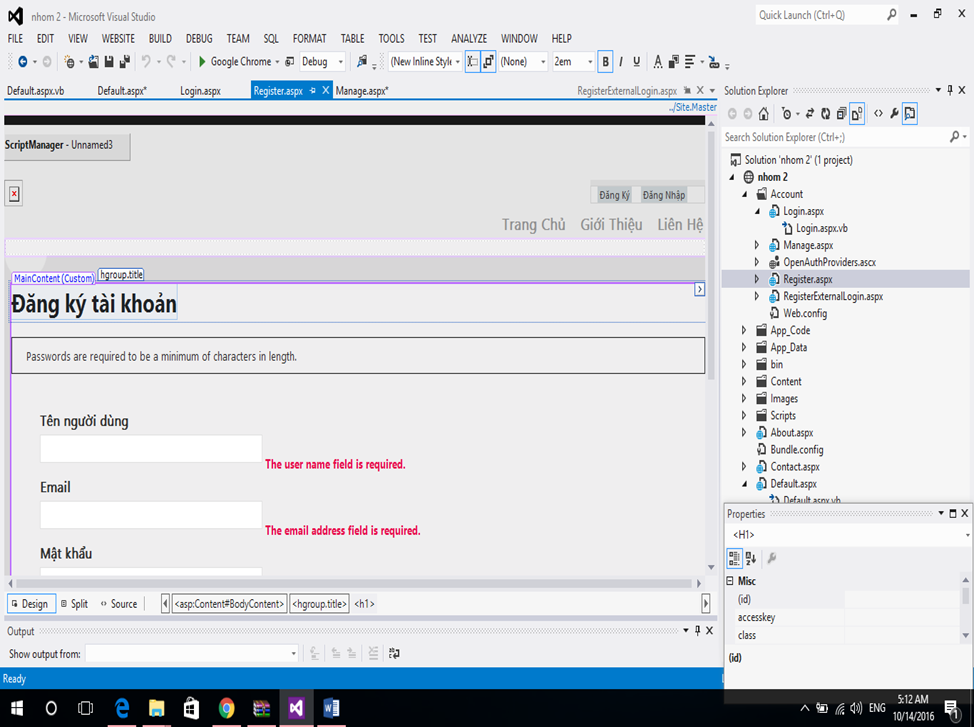 nhom 2 - Microsoft Visual Studio
Quick Launch (Ctrl+Q)
FILE EDIT VIEW WEBSITE BUILD DEBUG TEAM SQL FORMAT TABLE TOOLS TEST ANALYZE WINDOW HELP
Google Chrome Debug (New Inline Style (None) 2em B I U A
Default.aspx.vb Default.aspx* Login.aspx Register.aspx Manage.aspx* RegisterExternalLogin.aspx
../Site.Master
ScriptManager - Unnamed3
Đăng Ký Đăng Nhập
Trang Chủ Giới Thiệu Liên Hệ
MainContent (Custom) hgroup.title
Đăng ký tài khoản
Passwords are required to be a minimum of characters in length.
Tên người dùng
The user name field is required.
Email
The email address field is required.
Mật khẩu
Design Split Source <asp:Content#BodyContent> <hgroup.title> <h1>
Output
Show output from:
Ready
Solution Explorer
Search Solution Explorer (Ctrl+;)
Solution 'nhom 2' (1 project)
nhom 2
Account
Login.aspx
Login.aspx.vb
Manage.aspx
OpenAuthProviders.ascx
Register.aspx
RegisterExternalLogin.aspx
Web.config
App_Code
App_Data
bin
Content
Images
Scripts
About.aspx
Bundle.config
Contact.aspx
Default.aspx
Default.aspx.vb
Properties
<H1>
Misc
(id)
accesskey
class
(id)
ENG
5:12 AM
10/14/2016
1